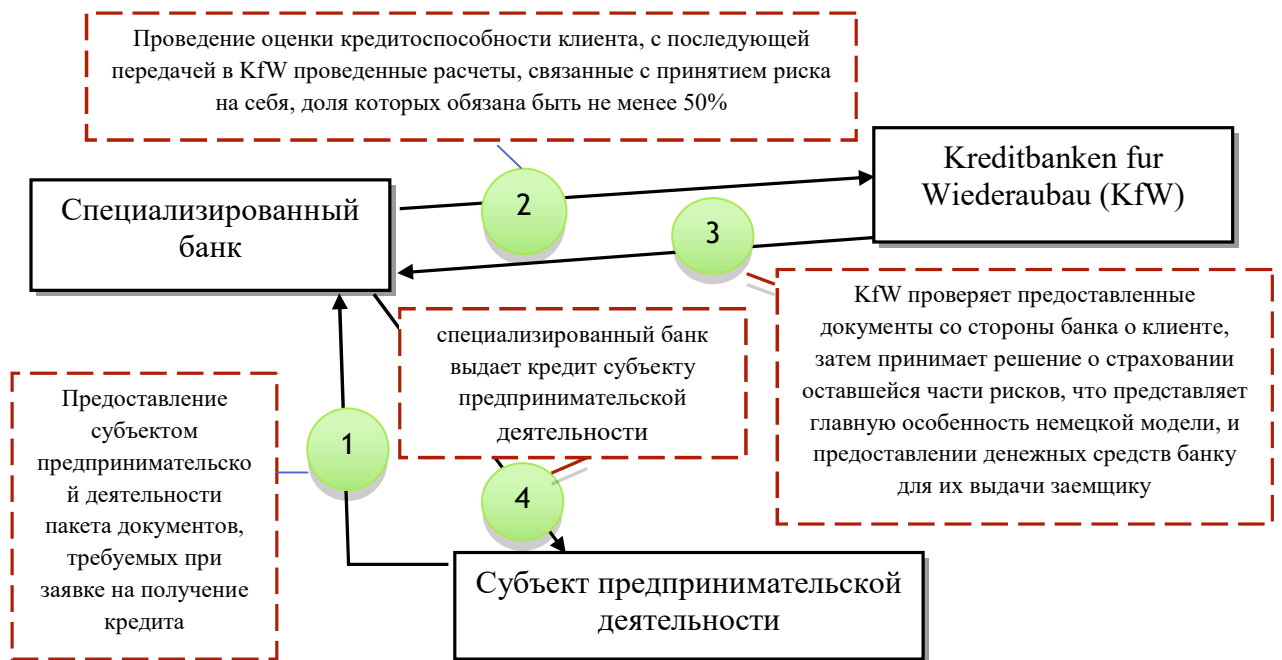 Проведение оценки кредитоспособности клиента, с последующей
передачей в KfW проведенные расчеты, связанные с принятием риска
на себя, доля которых обязана быть не менее 50%
Kreditbanken fur
Wiederaubau (KfW)
Специализированный
банк
2
3
KfW проверяет предоставленные
документы со стороны банка о клиенте,
затем принимает решение о страховании
оставшейся части рисков, что представляет
главную особенность немецкой модели, и
предоставлении денежных средств банку
для их выдачи заемщику
специализированный банк
выдает кредит субъекту
предпринимательской
деятельности
Предоставление
субъектом
предпринимательско
й деятельности
пакета документов,
требуемых при
заявке на получение
кредита
1
4
Субъект предпринимательской
деятельности